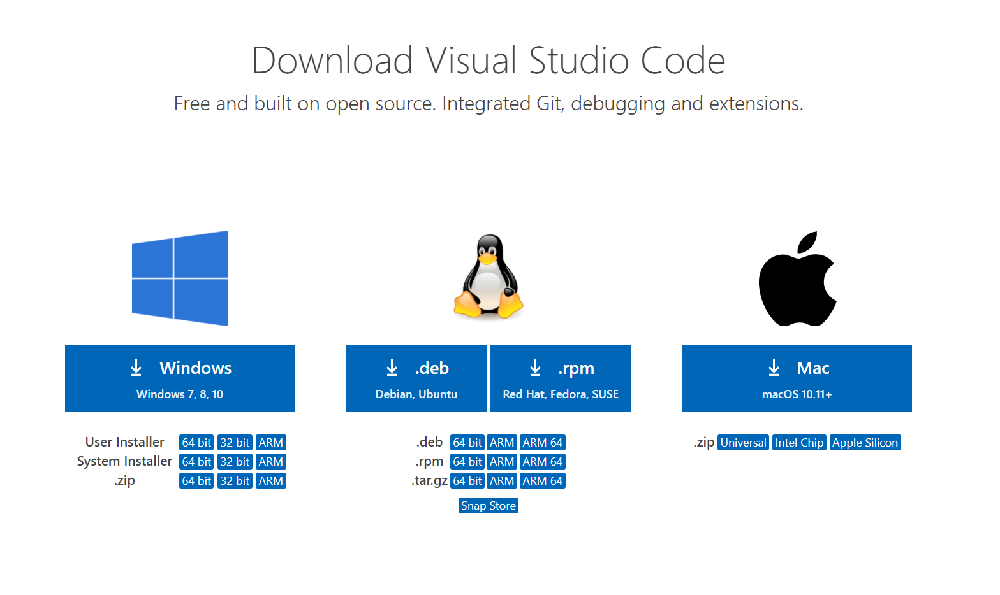 Download Visual Studio Code
Free and built on open source. Integrated Git, debugging and extensions.
Windows
Windows 7, 8, 10
User Installer 64 bit 32 bit ARM
System Installer 64 bit 32 bit ARM
.zip 64 bit 32 bit ARM
.deb
Debian, Ubuntu
.rpm
Red Hat, Fedora, SUSE
.deb 64 bit ARM ARM 64
.rpm 64 bit ARM ARM 64
.tar.gz 64 bit ARM ARM 64
Snap Store
Mac
macOS 10.11+
.zip Universal Intel Chip Apple Silicon